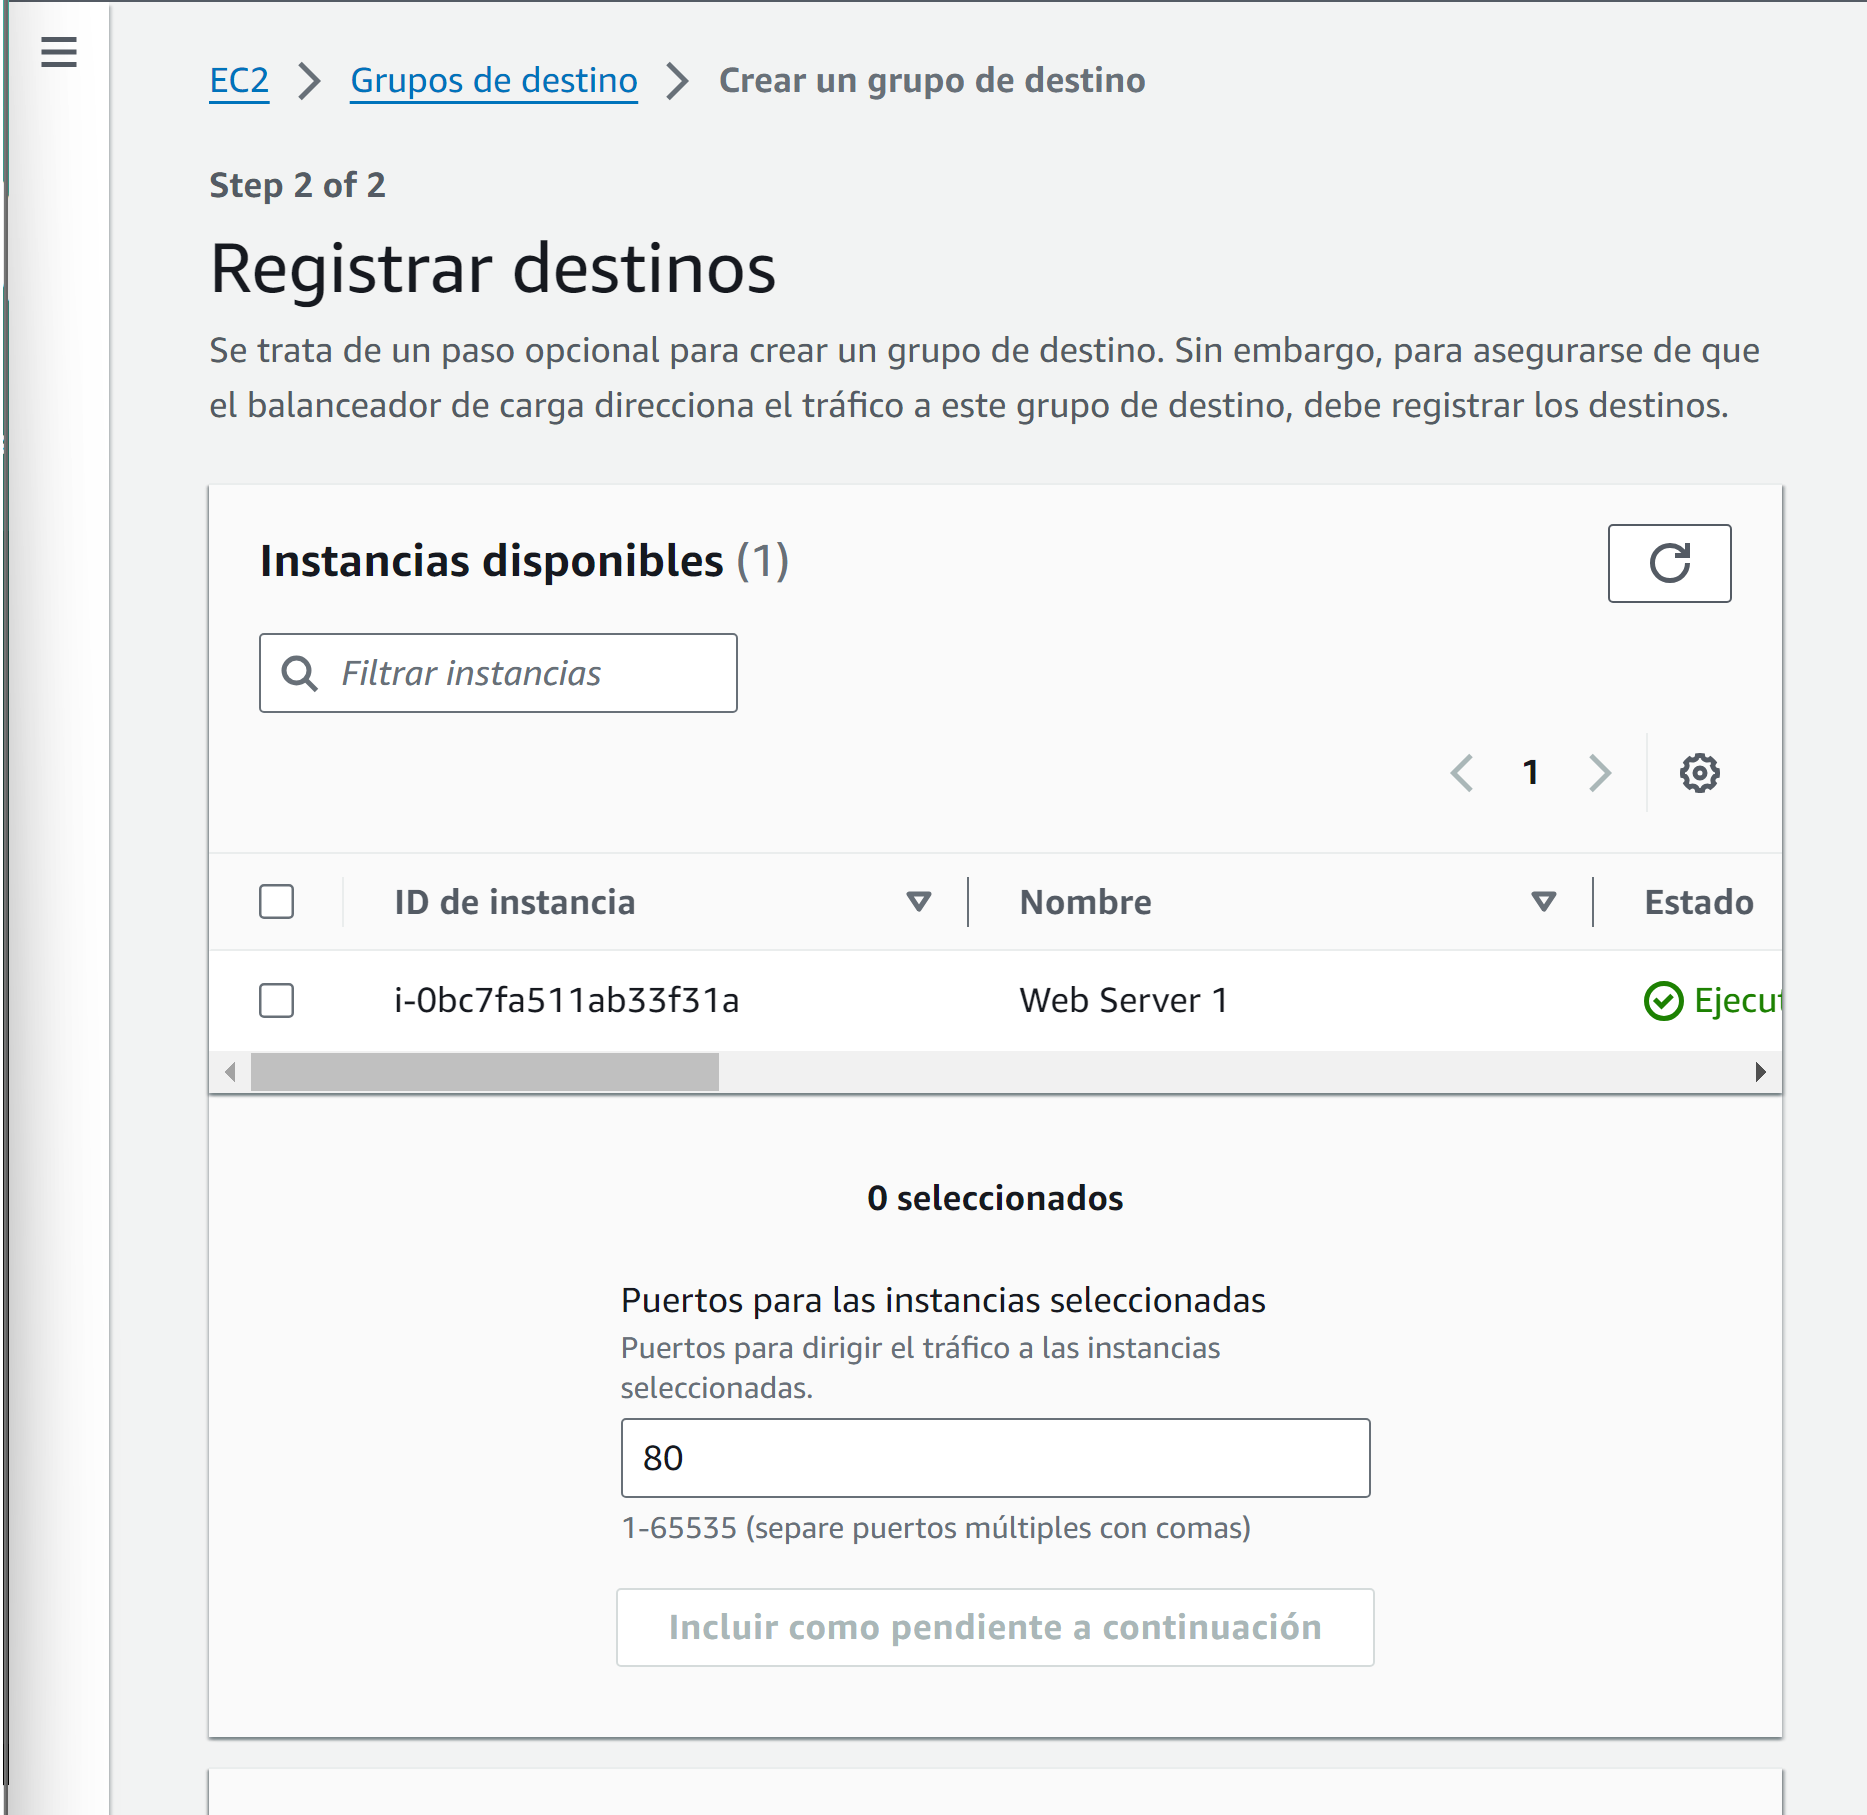 EC2 Grupos de destino Crear un grupo de destino
Step 2 of 2
Registrar destinos
Se trata de un paso opcional para crear un grupo de destino. Sin embargo, para asegurarse de que
el balanceador de carga direcciona el tráfico a este grupo de destino, debe registrar los destinos.
Instancias disponibles (1)
Filtrar instancias
1
ID de instancia Nombre Estado
i-0bc7fa511ab33f31a Web Server 1 Ejecut
0 seleccionados
Puertos para las instancias seleccionadas
Puertos para dirigir el tráfico a las instancias
seleccionadas.
80
1-65535 (separe puertos múltiples con comas)
Incluir como pendiente a continuación